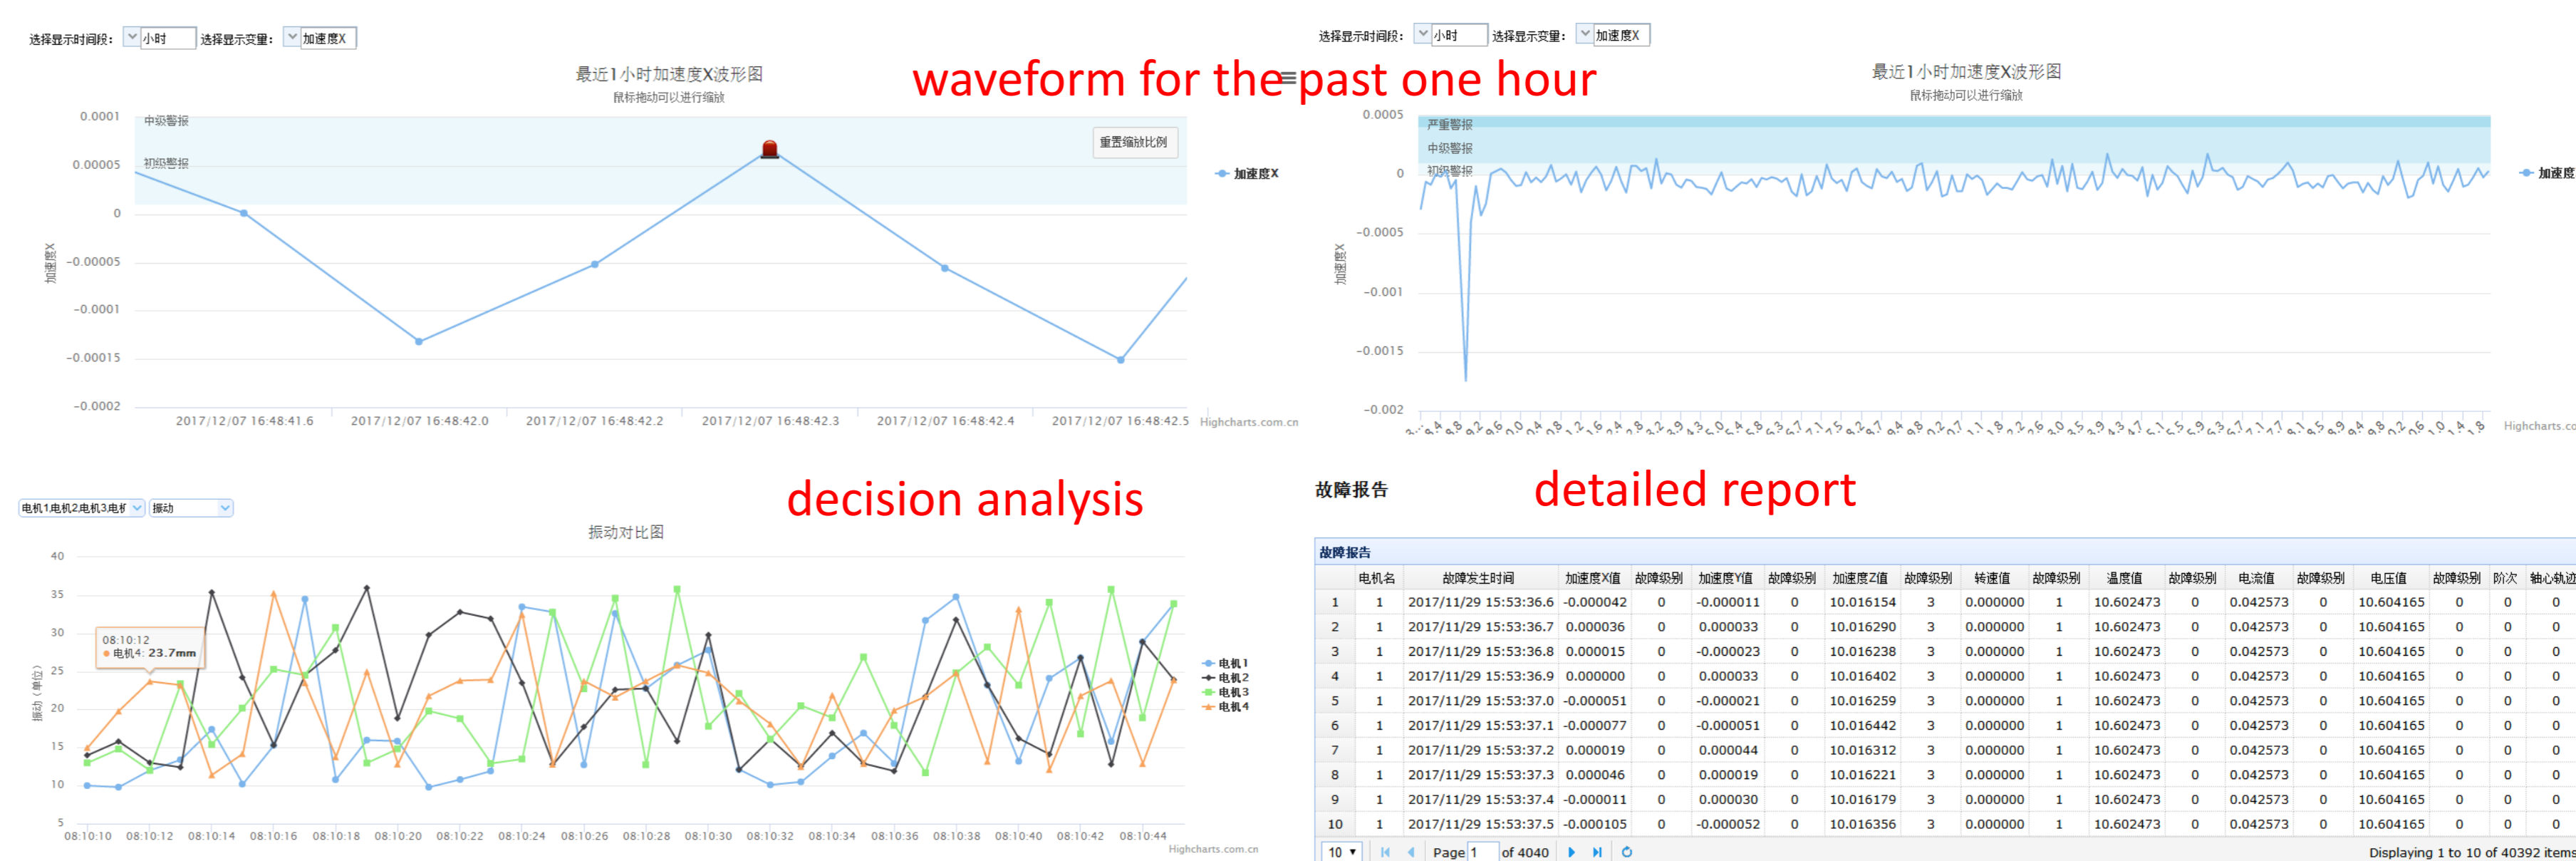 选择显示时间段： 小时 选择显示变量： 加速度X
最近1小时加速度X波形图
鼠标拖动可以进行缩放
waveform for the past one hour
重置缩放比例
中级警报
初级警报
0.0001
0.00005
0
-0.00005
-0.0001
-0.00015
-0.0002
加速度X
加速度X
2017/12/07 16:48:41.6 2017/12/07 16:48:42.0 2017/12/07 16:48:42.2 2017/12/07 16:48:42.3 2017/12/07 16:48:42.4 2017/12/07 16:48:42.5
Highcharts.com.cn
选择显示时间段： 小时 选择显示变量： 加速度X
最近1小时加速度X波形图
鼠标拖动可以进行缩放
严重警报
中级警报
初级警报
0.0005
0
-0.0005
-0.001
-0.0015
-0.002
加速度X
加速度
Highcharts.co
电机1,电机2,电机3,电机 振动
decision analysis
振动对比图
40
35
30
25
20
15
10
5
振动（单位）
08:10:12
电机4: 23.7mm
电机1
电机2
电机3
电机4
08:10:10 08:10:12 08:10:14 08:10:16 08:10:18 08:10:20 08:10:22 08:10:24 08:10:26 08:10:28 08:10:30 08:10:32 08:10:34 08:10:36 08:10:38 08:10:40 08:10:42 08:10:44
Highcharts.com.cn
故障报告
detailed report
故障报告
电机名 故障发生时间 加速度X值 故障级别 加速度Y值 故障级别 加速度Z值 故障级别 转速值 故障级别 温度值 故障级别 电流值 故障级别 电压值 故障级别 阶次 轴心轨迹
1 1 2017/11/29 15:53:36.6 -0.000042 0 -0.000011 0 10.016154 3 0.000000 1 10.602473 0 0.042573 0 10.604165 0 0 0
2 1 2017/11/29 15:53:36.7 0.000036 0 0.000033 0 10.016290 3 0.000000 1 10.602473 0 0.042573 0 10.604165 0 0 0
3 1 2017/11/29 15:53:36.8 0.000015 0 -0.000023 0 10.016238 3 0.000000 1 10.602473 0 0.042573 0 10.604165 0 0 0
4 1 2017/11/29 15:53:36.9 0.000000 0 0.000033 0 10.016402 3 0.000000 1 10.602473 0 0.042573 0 10.604165 0 0 0
5 1 2017/11/29 15:53:37.0 -0.000051 0 -0.000021 0 10.016259 3 0.000000 1 10.602473 0 0.042573 0 10.604165 0 0 0
6 1 2017/11/29 15:53:37.1 -0.000077 0 -0.000051 0 10.016442 3 0.000000 1 10.602473 0 0.042573 0 10.604165 0 0 0
7 1 2017/11/29 15:53:37.2 0.000019 0 0.000044 0 10.016312 3 0.000000 1 10.602473 0 0.042573 0 10.604165 0 0 0
8 1 2017/11/29 15:53:37.3 0.000046 0 0.000019 0 10.016221 3 0.000000 1 10.602473 0 0.042573 0 10.604165 0 0 0
9 1 2017/11/29 15:53:37.4 -0.000011 0 0.000030 0 10.016179 3 0.000000 1 10.602473 0 0.042573 0 10.604165 0 0 0
10 1 2017/11/29 15:53:37.5 -0.000105 0 -0.000052 0 10.016356 3 0.000000 1 10.602473 0 0.042573 0 10.604165 0 0 0
10 Page 1 of 4040 Displaying 1 to 10 of 40392 items